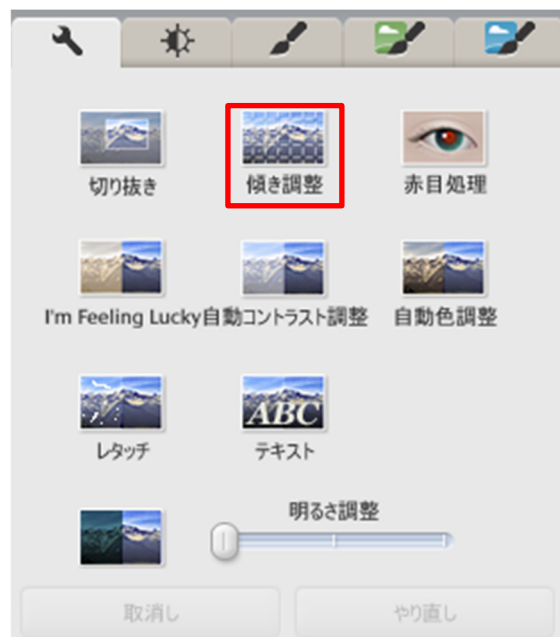 切り抜き
傾き調整
赤目処理
I'm Feeling Lucky
自動コントラスト調整
自動色調整
レタッチ
ABC
テキスト
明るさ調整
取消し
やり直し